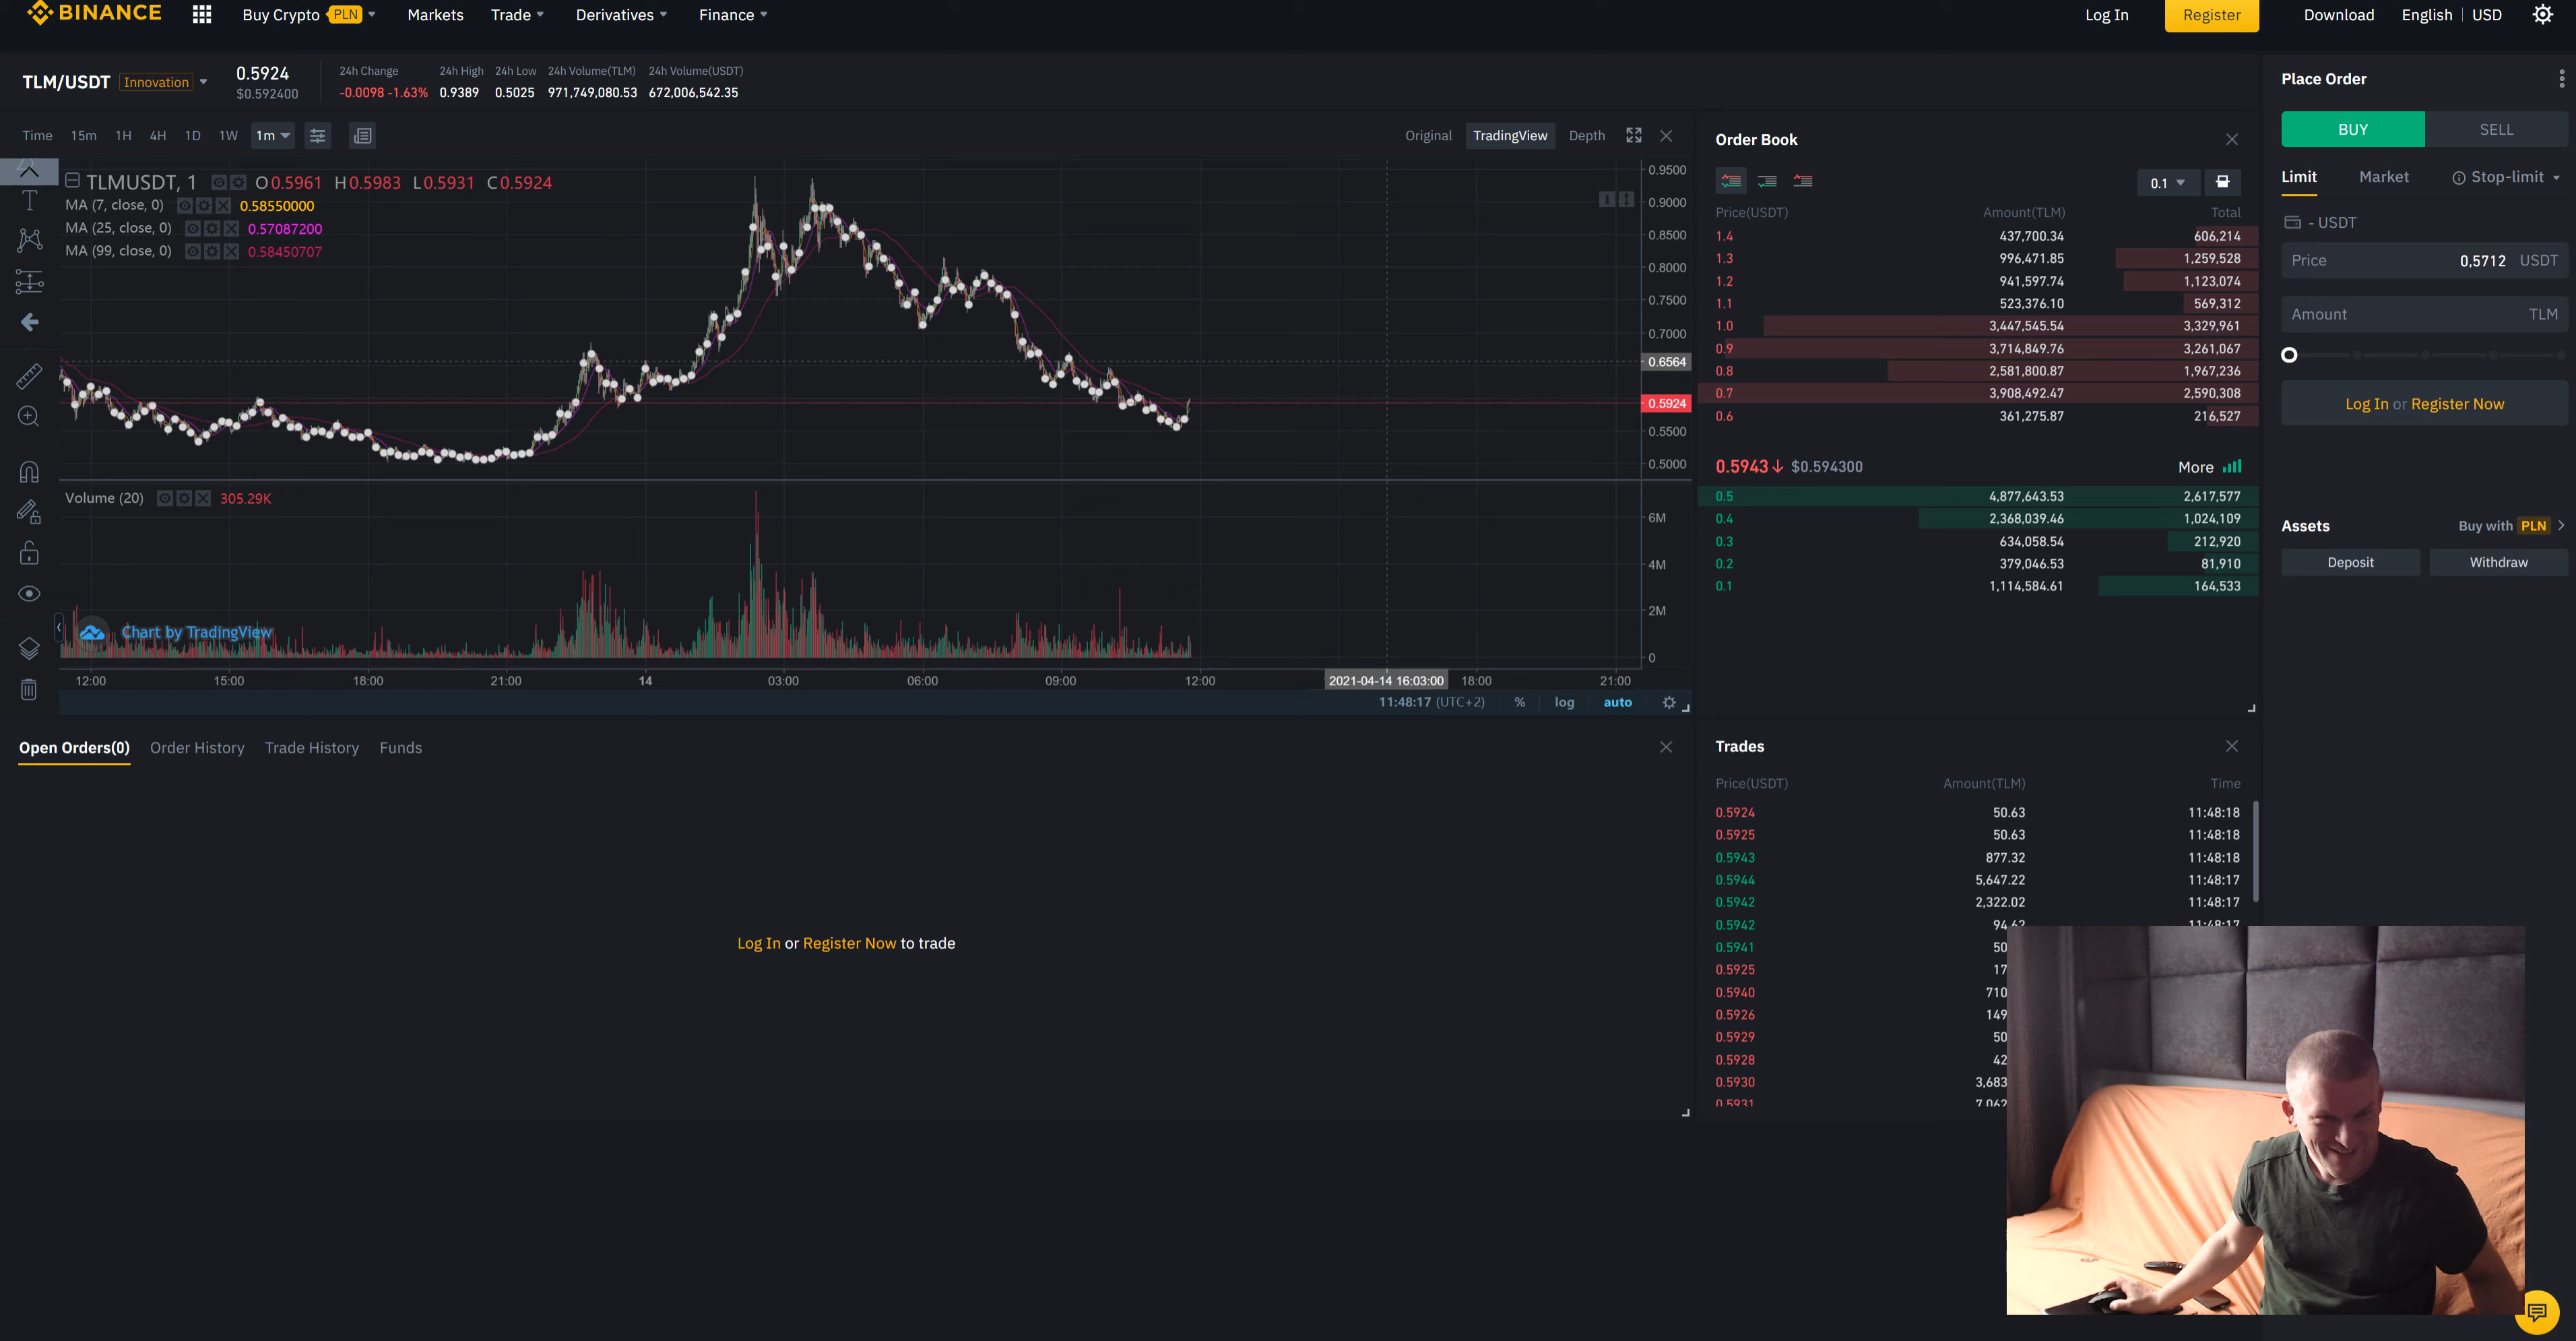 BINANCE Buy Crypto PLN Markets Trade Derivatives Finance Log In Register Download English USD
TLM/USDT Innovation
0.5924
$0.592400
24h Change
-0.0098 -1.63%
24h High
0.9389
24h Low
0.5025
24h Volume(TLM)
971,749,080.53
24h Volume(USDT)
672,006,542.35
Time 15m 1H 4H 1D 1W 1m Original TradingView Depth
TLMUSDT, 1 O0.5961 H0.5983 L0.5931 C0.5924
MA (7, close, 0) 0.58550000
MA (25, close, 0) 0.57087200
MA (99, close, 0) 0.58450707
0.9500
0.9000
0.8500
0.8000
0.7500
0.7000
0.6564
0.5924
0.5500
0.5000
Volume (20) 305.29K
6M
4M
2M
0
Chart by TradingView
12:00 15:00 18:00 21:00 14 03:00 06:00 09:00 12:00 2021-04-14 16:03:00 18:00 21:00
11:48:17 (UTC+2) % log auto
Order Book
0.1
Price(USDT) Amount(TLM) Total
1.4 437,700.34 606,214
1.3 996,471.85 1,259,528
1.2 941,597.74 1,123,074
1.1 523,376.10 569,312
1.0 3,447,545.54 3,329,961
0.9 3,714,849.76 3,261,067
0.8 2,581,800.87 1,967,236
0.7 3,908,492.47 2,590,308
0.6 361,275.87 216,527
0.5943↓ $0.594300 More
0.5 4,877,643.53 2,617,577
0.4 2,368,039.46 1,024,109
0.3 634,058.54 212,920
0.2 379,046.53 81,910
0.1 1,114,584.61 164,533
Place Order
BUY SELL
Limit Market Stop-limit
- USDT
Price 0,5712 USDT
Amount TLM
Log In or Register Now
Assets Buy with PLN
Deposit Withdraw
Open Orders(0) Order History Trade History Funds
Log In or Register Now to trade
Trades
Price(USDT) Amount(TLM) Time
0.5924 50.63 11:48:18
0.5925 50.63 11:48:18
0.5943 877.32 11:48:18
0.5944 5,647.22 11:48:17
0.5942 2,322.02 11:48:17
0.5942 94.62 11:48:17
0.5941 50
0.5925 17
0.5940 710
0.5926 149
0.5929 50
0.5928 42
0.5930 3,683
0.5931 7,062